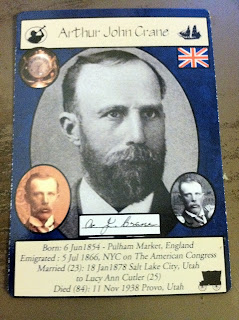 Arthur John Crane
A. J. Crane
Born: 6 Jun1854 - Pulham Market, England
Emigrated : 5 Jul 1866, NYC on The American Congress
Married (23): 18 Jan1878 Salt Lake City, Utah
to Lucy Ann Cutler (25)
Died (84): 11 Nov 1938 Provo, Utah